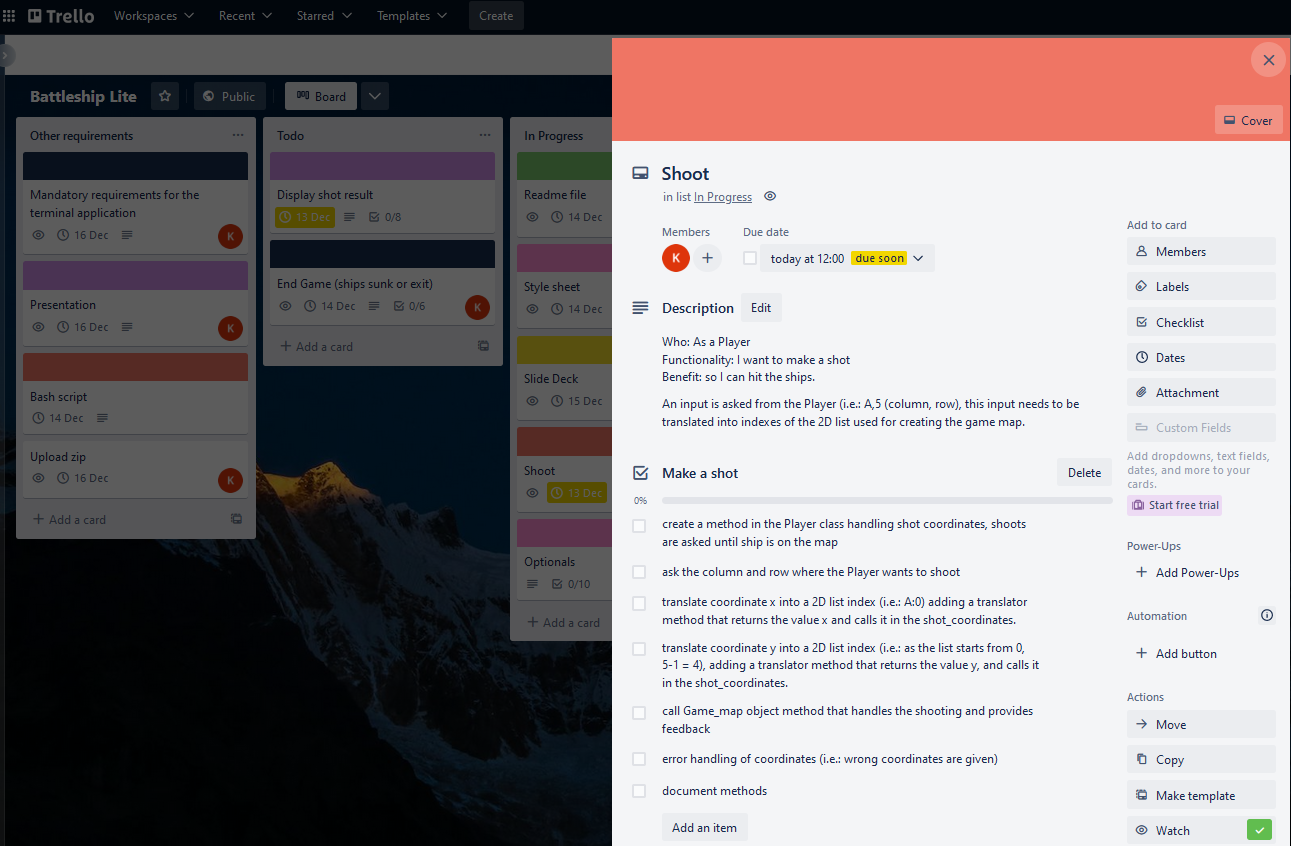 Trello
Workspaces
Recent
Starred
Templates
Create
Battleship Lite
Public
Board
Other requirements
Mandatory requirements for the
terminal application
16 Dec
K
Presentation
16 Dec
K
Bash script
14 Dec
Upload zip
16 Dec
K
Add a card
Todo
Display shot result
13 Dec
0/8
End Game (ships sunk or exit)
14 Dec
0/6
K
Add a card
In Progress
Readme file
14 Dec
Style sheet
14 Dec
Slide Deck
15 Dec
Shoot
13 Dec
Optionals
0/10
Add a card
Cover
Shoot
in list In Progress
Members
K
Due date
today at 12:00 due soon
Description
Edit
Who: As a Player
Functionality: I want to make a shot
Benefit: so I can hit the ships.
An input is asked from the Player (i.e.: A,5 (column, row), this input needs to be
translated into indexes of the 2D list used for creating the game map.
Make a shot
Delete
0%
create a method in the Player class handling shot coordinates, shoots
are asked until ship is on the map
ask the column and row where the Player wants to shoot
translate coordinate x into a 2D list index (i.e.: A:0) adding a translator
method that returns the value x and calls it in the shot_coordinates.
translate coordinate y into a 2D list index (i.e.: as the list starts from 0,
5-1 = 4), adding a translator method that returns the value y, and calls it
in the shot_coordinates.
call Game_map object method that handles the shooting and provides
feedback
error handling of coordinates (i.e.: wrong coordinates are given)
document methods
Add an item
Add to card
Members
Labels
Checklist
Dates
Attachment
Custom Fields
Add dropdowns, text fields,
dates, and more to your
cards.
Start free trial
Power-Ups
Add Power-Ups
Automation
Add button
Actions
Move
Copy
Make template
Watch